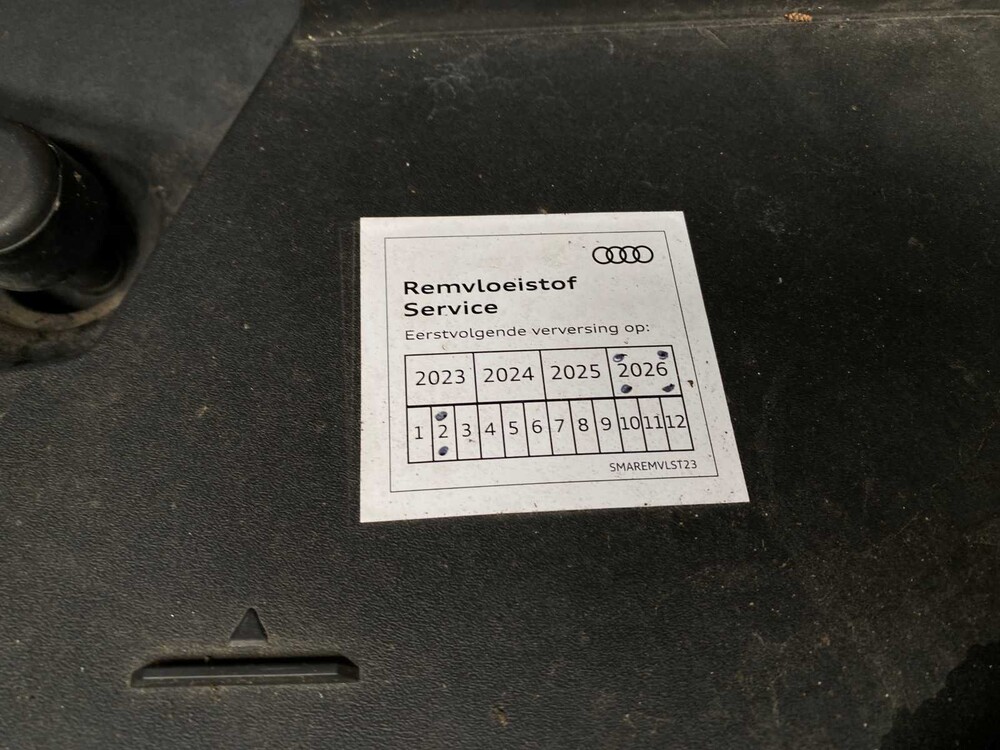 Remvloeistof
Service
Eerstvolgende verversing op:
2023 2024 2025 2026
1 2 3 4 5 6 7 8 9 10 11 12
SMAREMVLST23